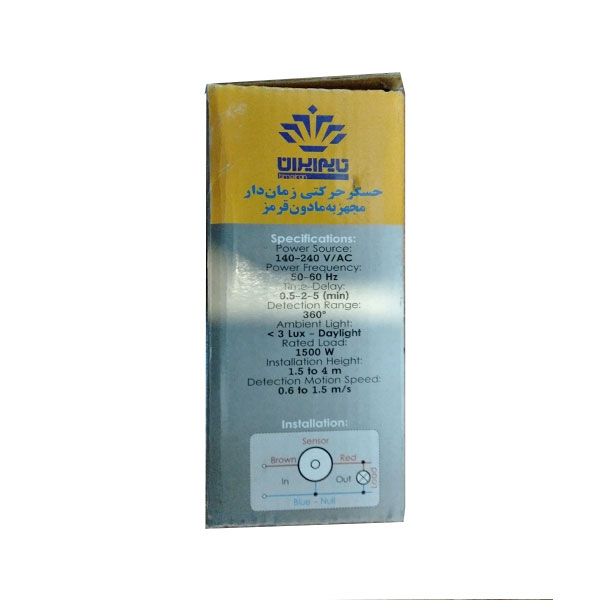 تایم‌ایران
حسگر حرکتی زمان‌دار
مجهز به مادون قرمز
Specifications:
Power Source:
140-240 V/AC
Power Frequency:
50-60 Hz
Time Delay:
0.5-2-5 (min)
Detection Range:
360°
Ambient Light:
< 3 Lux - Daylight
Rated Load:
1500 W
Installation Height:
1.5 to 4 m
Detection Motion Speed:
0.6 to 1.5 m/s
Installation:
Sensor
Brown Red
In Out Load
Blue - Null